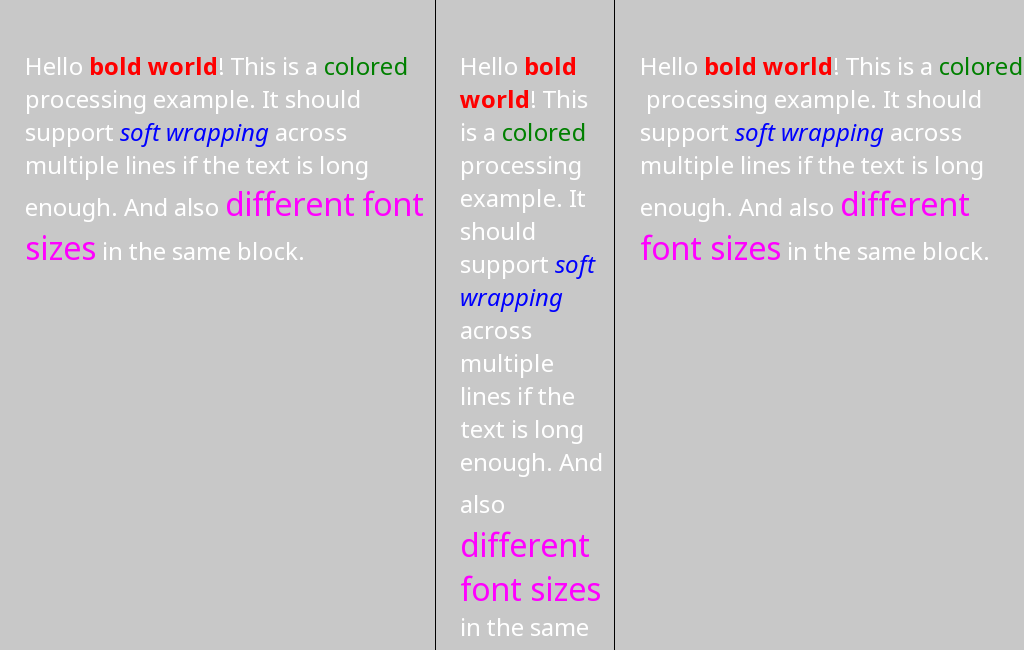 Hello bold world! This is a colored
processing example. It should
support soft wrapping across
multiple lines if the text is long
enough. And also different font
sizes in the same block.
Hello bold
world! This
is a colored
processing
example. It
should
support soft
wrapping
across
multiple
lines if the
text is long
enough. And
also
different
font sizes
in the same
Hello bold world! This is a colored
processing example. It should
support soft wrapping across
multiple lines if the text is long
enough. And also different
font sizes in the same block.